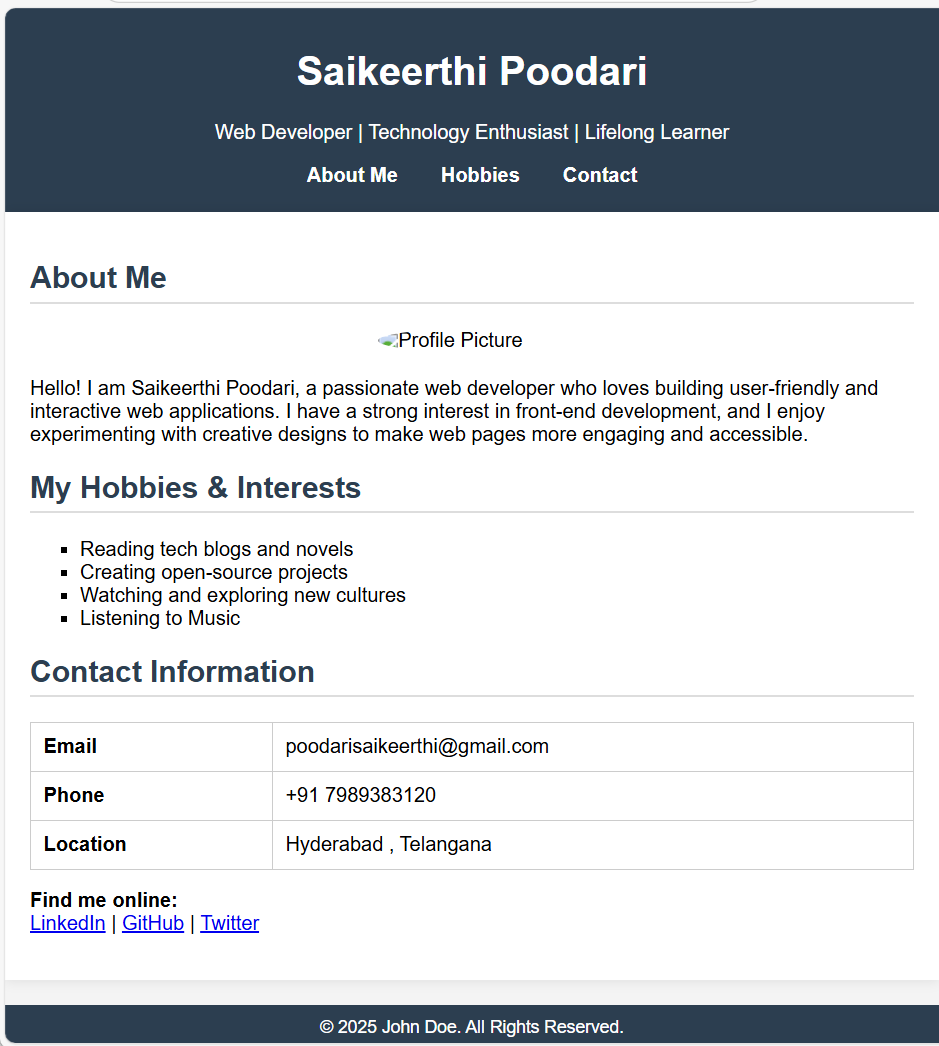 Saikeerthi Poodari
Web Developer | Technology Enthusiast | Lifelong Learner
About Me Hobbies Contact
About Me
Profile Picture
Hello! I am Saikeerthi Poodari, a passionate web developer who loves building user-friendly and
interactive web applications. I have a strong interest in front-end development, and I enjoy
experimenting with creative designs to make web pages more engaging and accessible.
My Hobbies & Interests
Reading tech blogs and novels
Creating open-source projects
Watching and exploring new cultures
Listening to Music
Contact Information
Email poodarisaikeerthi@gmail.com
Phone +91 7989383120
Location Hyderabad , Telangana
Find me online:
LinkedIn | GitHub | Twitter
© 2025 John Doe. All Rights Reserved.